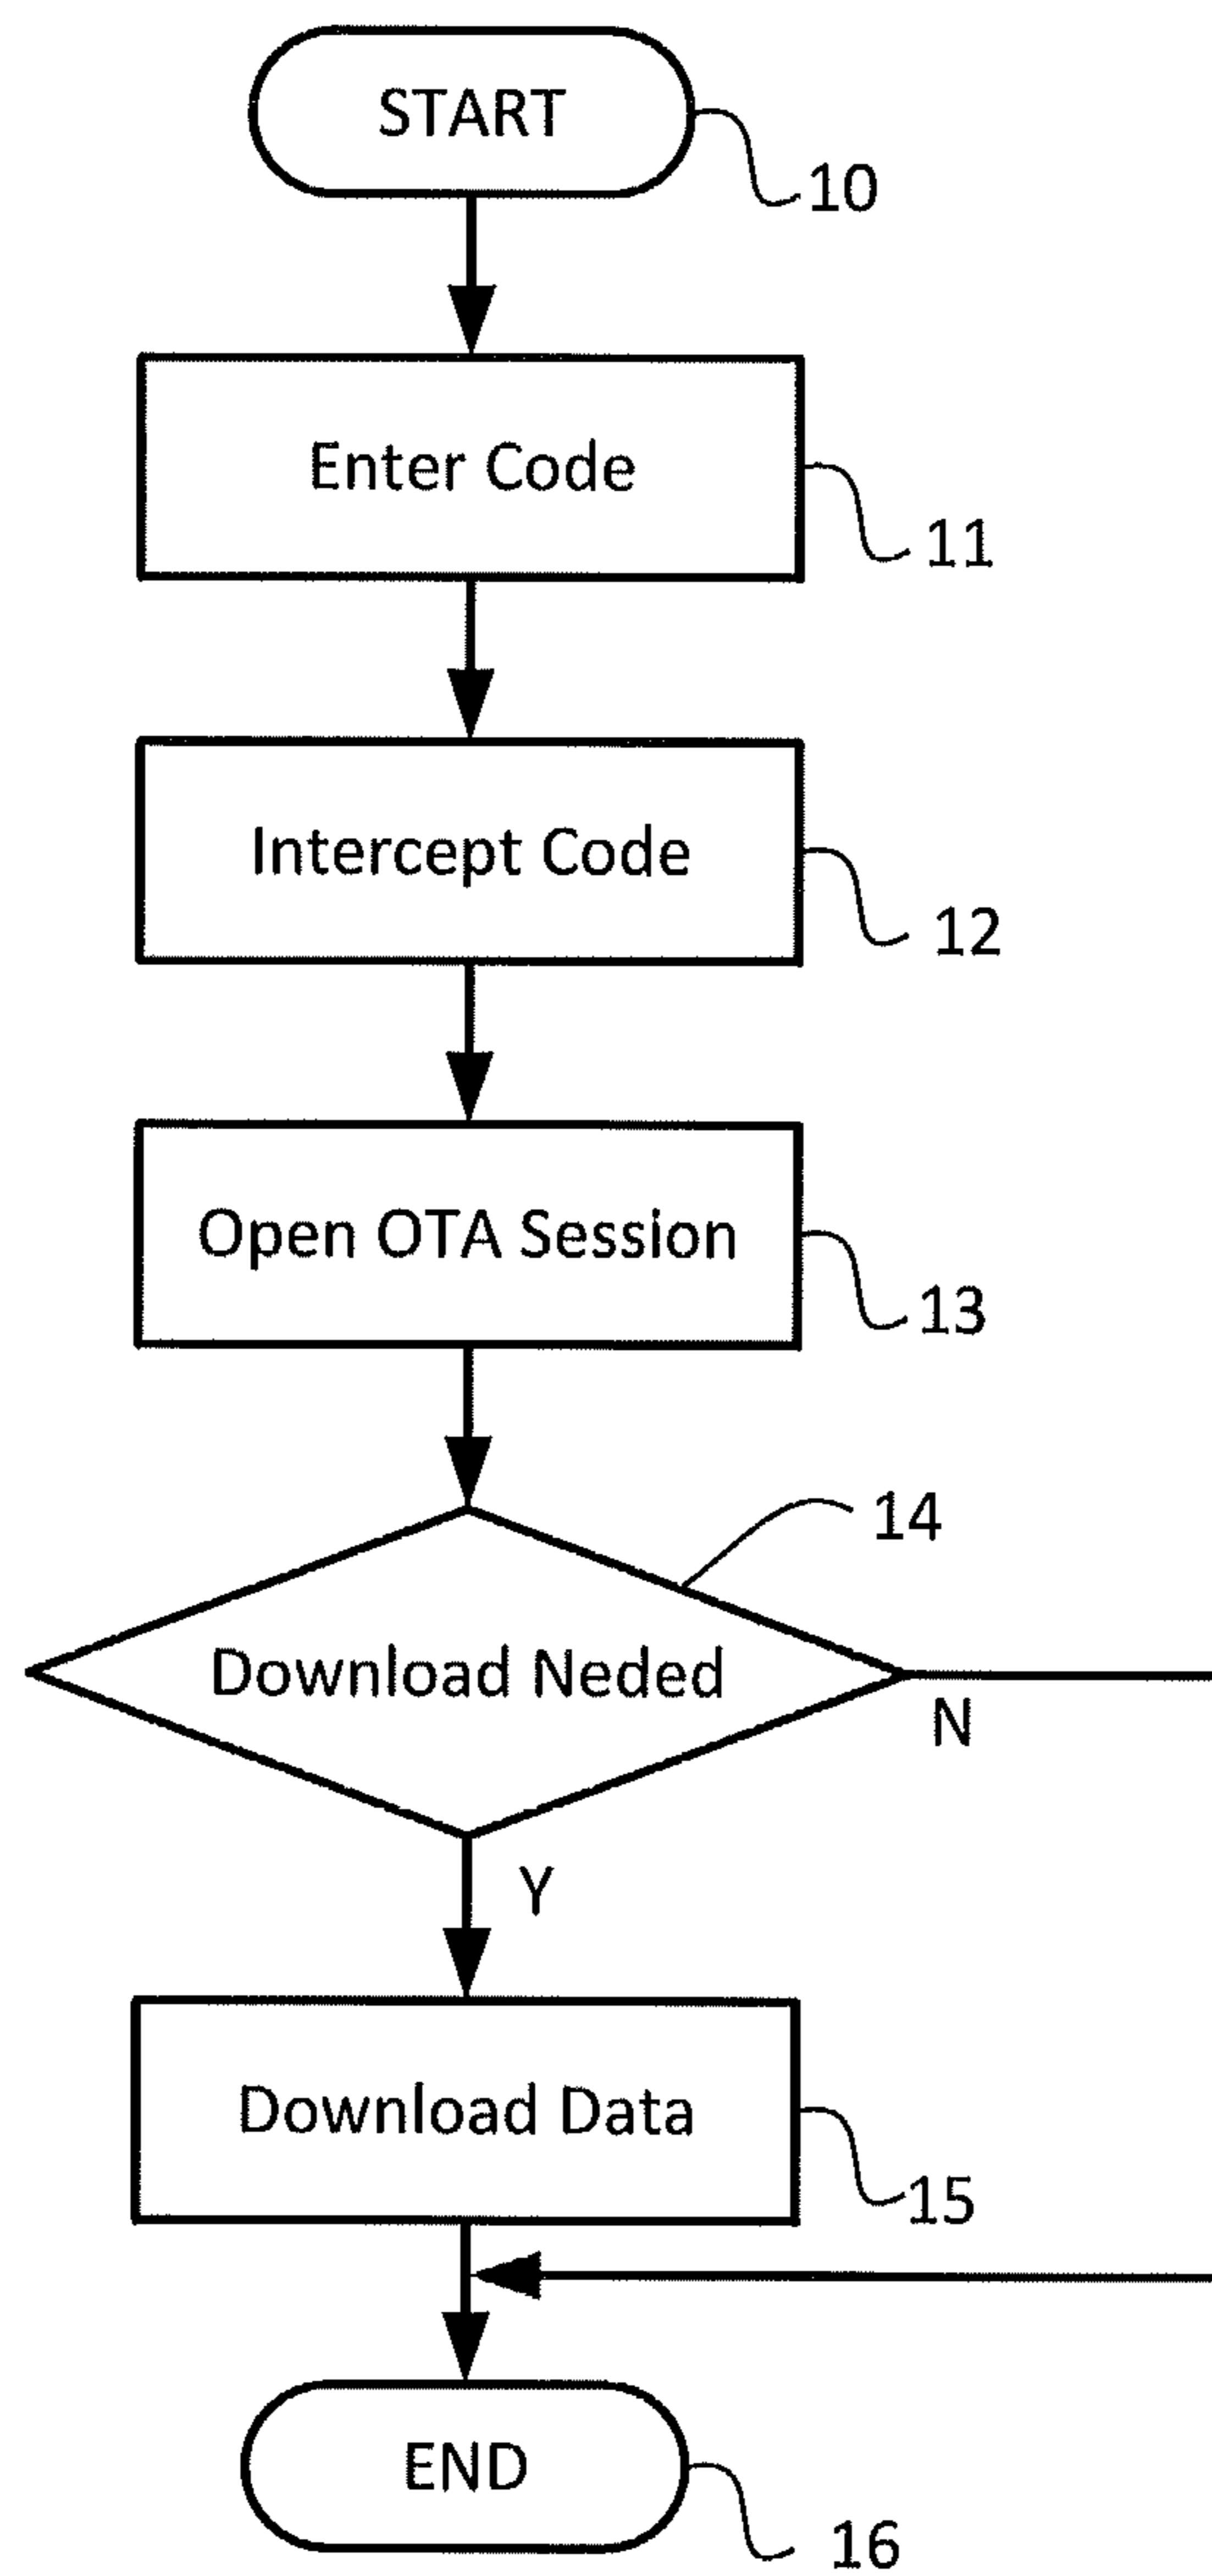 START
10
Enter Code
11
Intercept Code
12
Open OTA Session
13
14
Download Neded
N
Y
Download Data
15
END
16